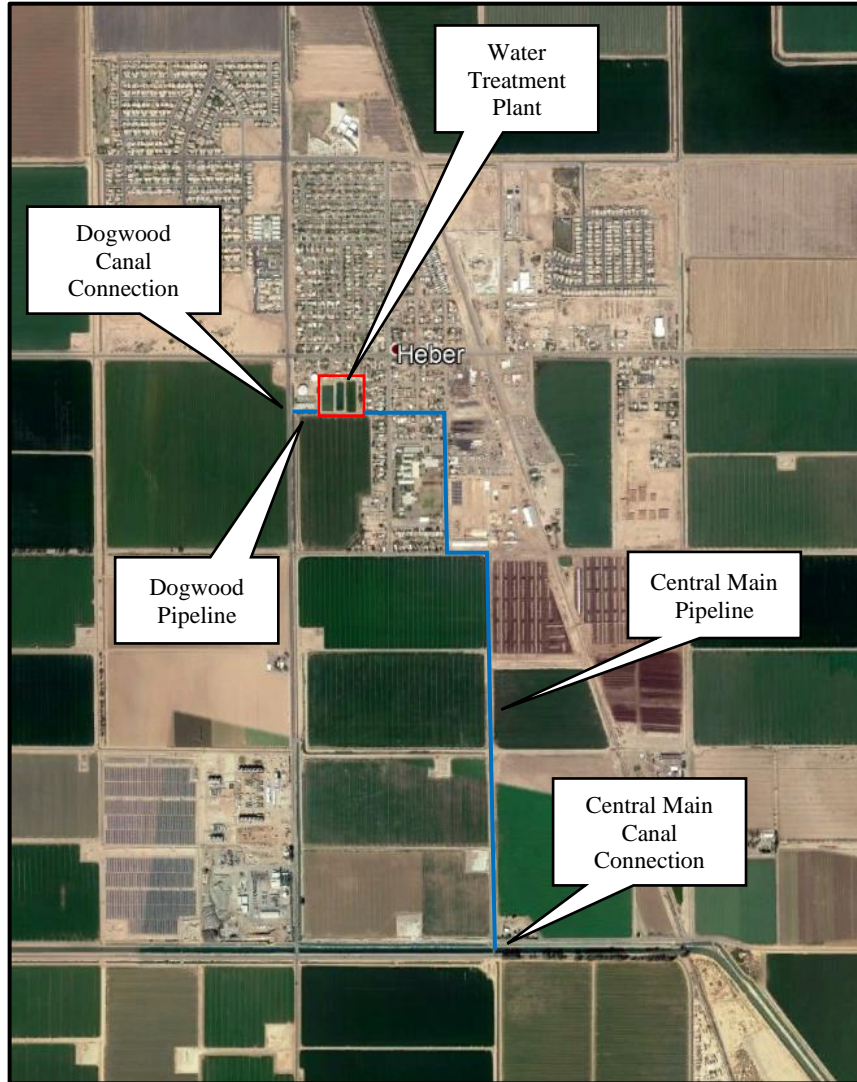 Water
Treatment
Plant
Dogwood
Canal
Connection
Heber
Dogwood
Pipeline
Central Main
Pipeline
Central Main
Canal
Connection